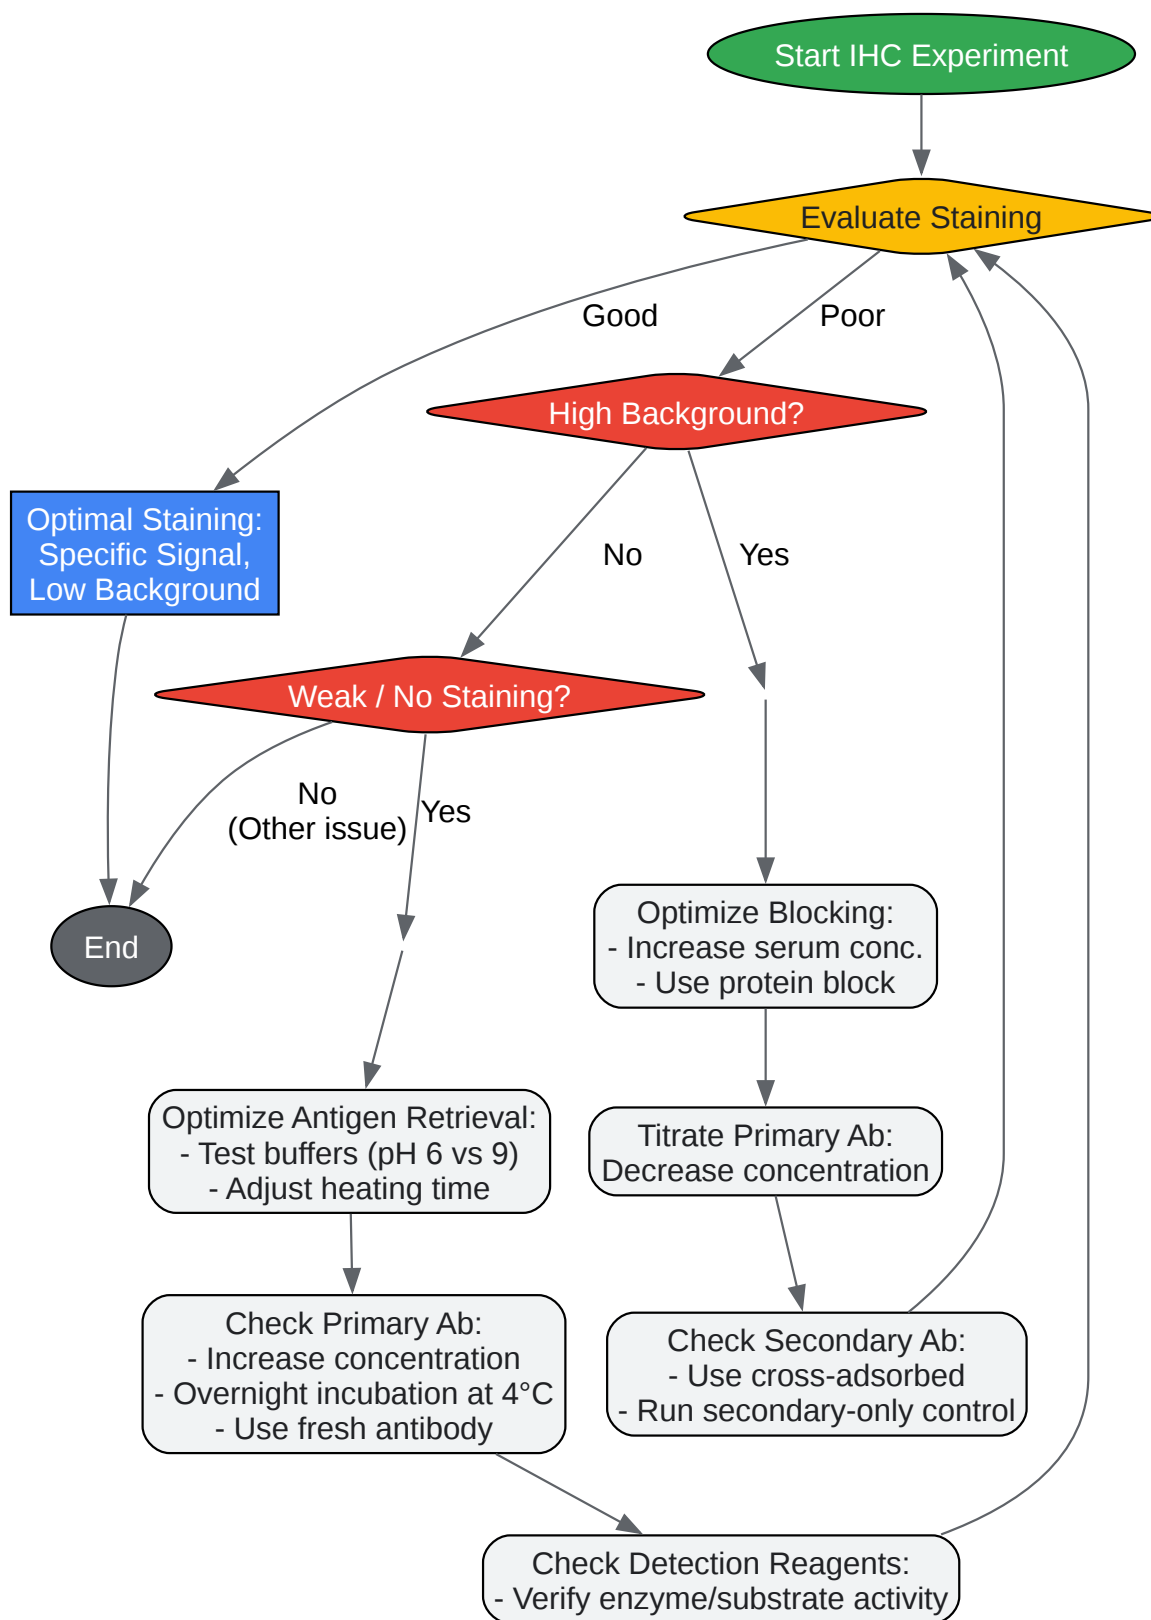 Start IHC Experiment
Evaluate Staining
Good
Poor
High Background?
Optimal Staining:
Specific Signal,
Low Background
No
Yes
Weak / No Staining?
No
(Other issue)
Yes
End
Optimize Blocking:
- Increase serum conc.
- Use protein block
Optimize Antigen Retrieval:
- Test buffers (pH 6 vs 9)
- Adjust heating time
Titrate Primary Ab:
Decrease concentration
Check Primary Ab:
- Increase concentration
- Overnight incubation at 4°C
- Use fresh antibody
Check Secondary Ab:
- Use cross-adsorbed
- Run secondary-only control
Check Detection Reagents:
- Verify enzyme/substrate activity